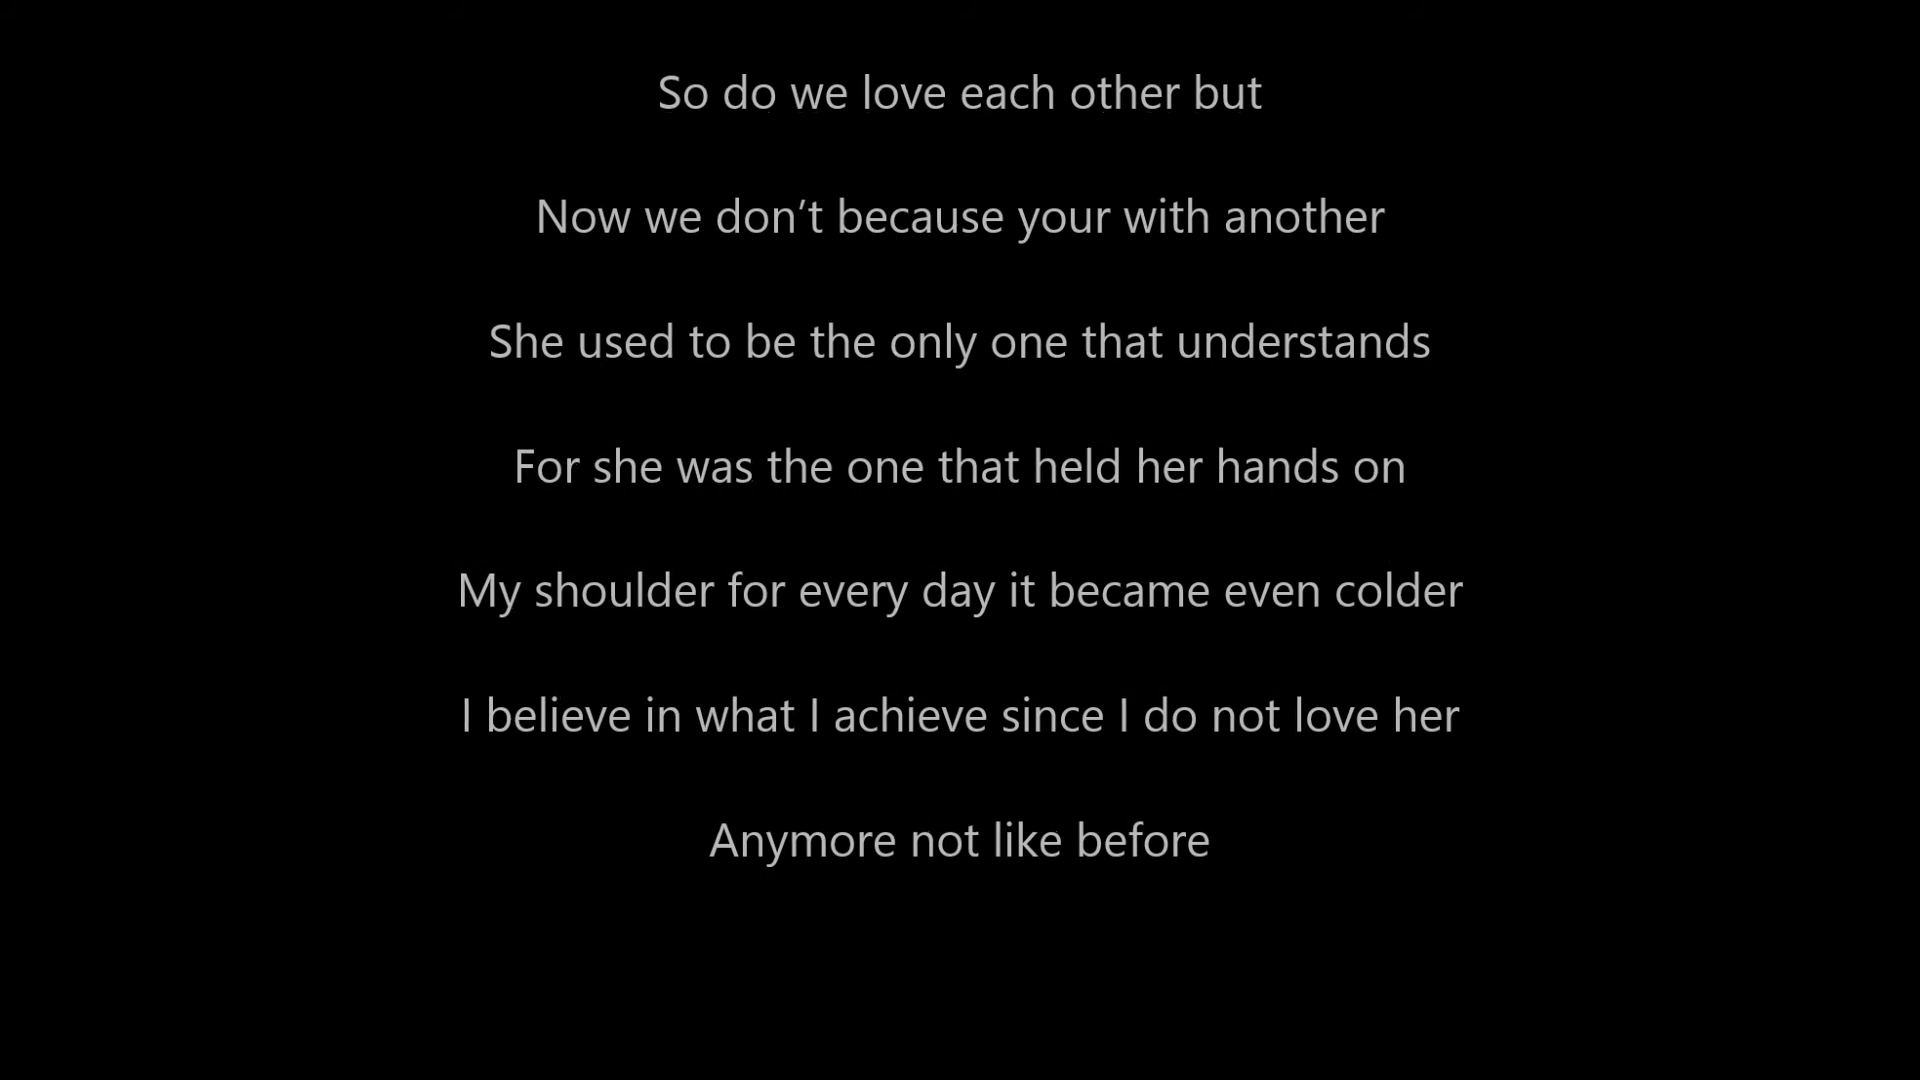 So do we love each other but
Now we don’t because your with another
She used to be the only one that understands
For she was the one that held her hands on
My shoulder for every day it became even colder
I believe in what I achieve since I do not love her
Anymore not like before